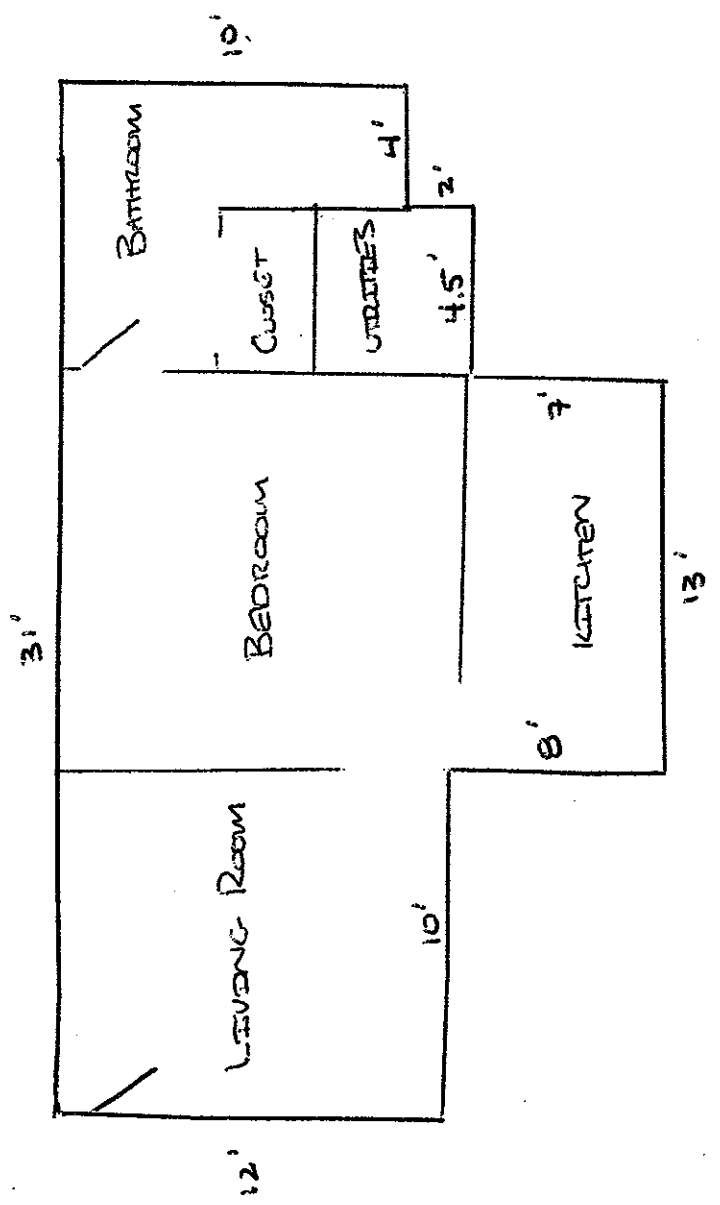 31'
BATHROOM
12'
LIVING ROOM
BEDROOM
CLOSET
10'
UTILITIES
4'
10'
4.5'
2'
8'
7'
KITCHEN
13'